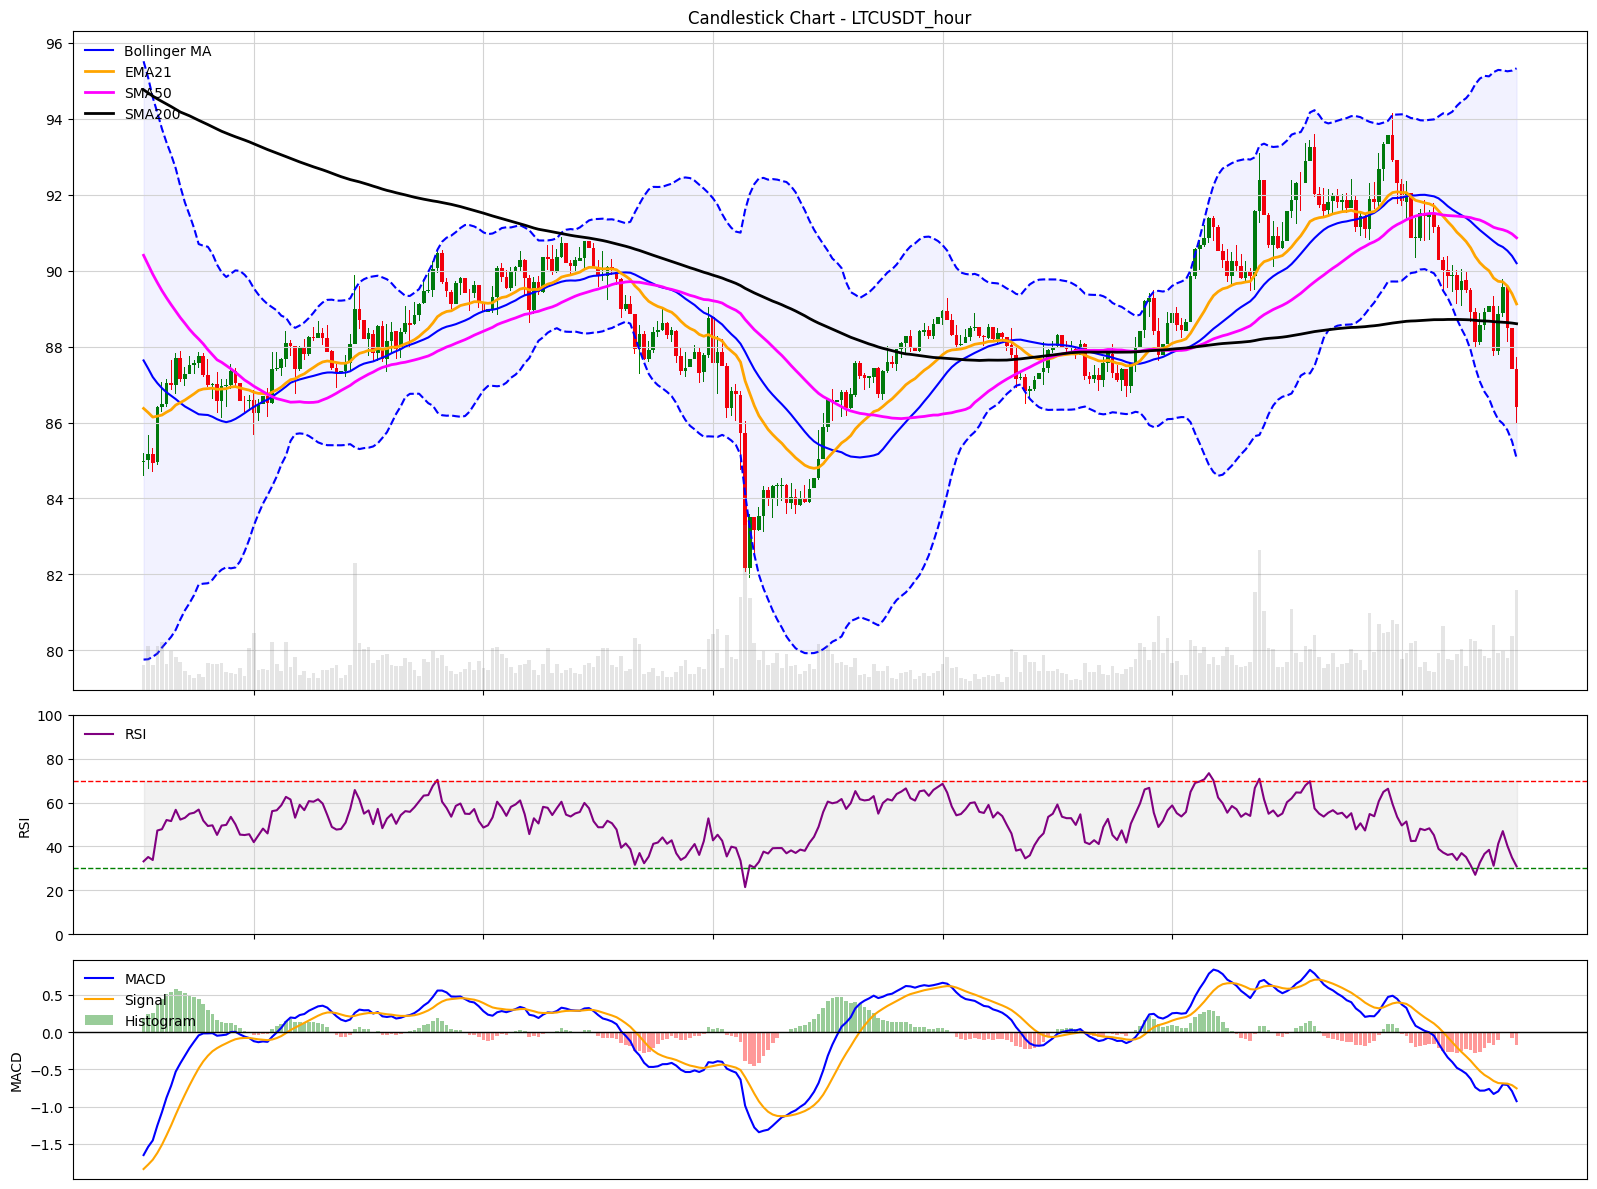 Candlestick Chart - LTCUSDT_hour
Bollinger MA
EMA21
SMA50
SMA200
96
94
92
90
88
86
84
82
80
RSI
RSI
100
80
60
40
20
0
MACD
MACD
Signal
Histogram
0.5
0.0
−0.5
−1.0
−1.5